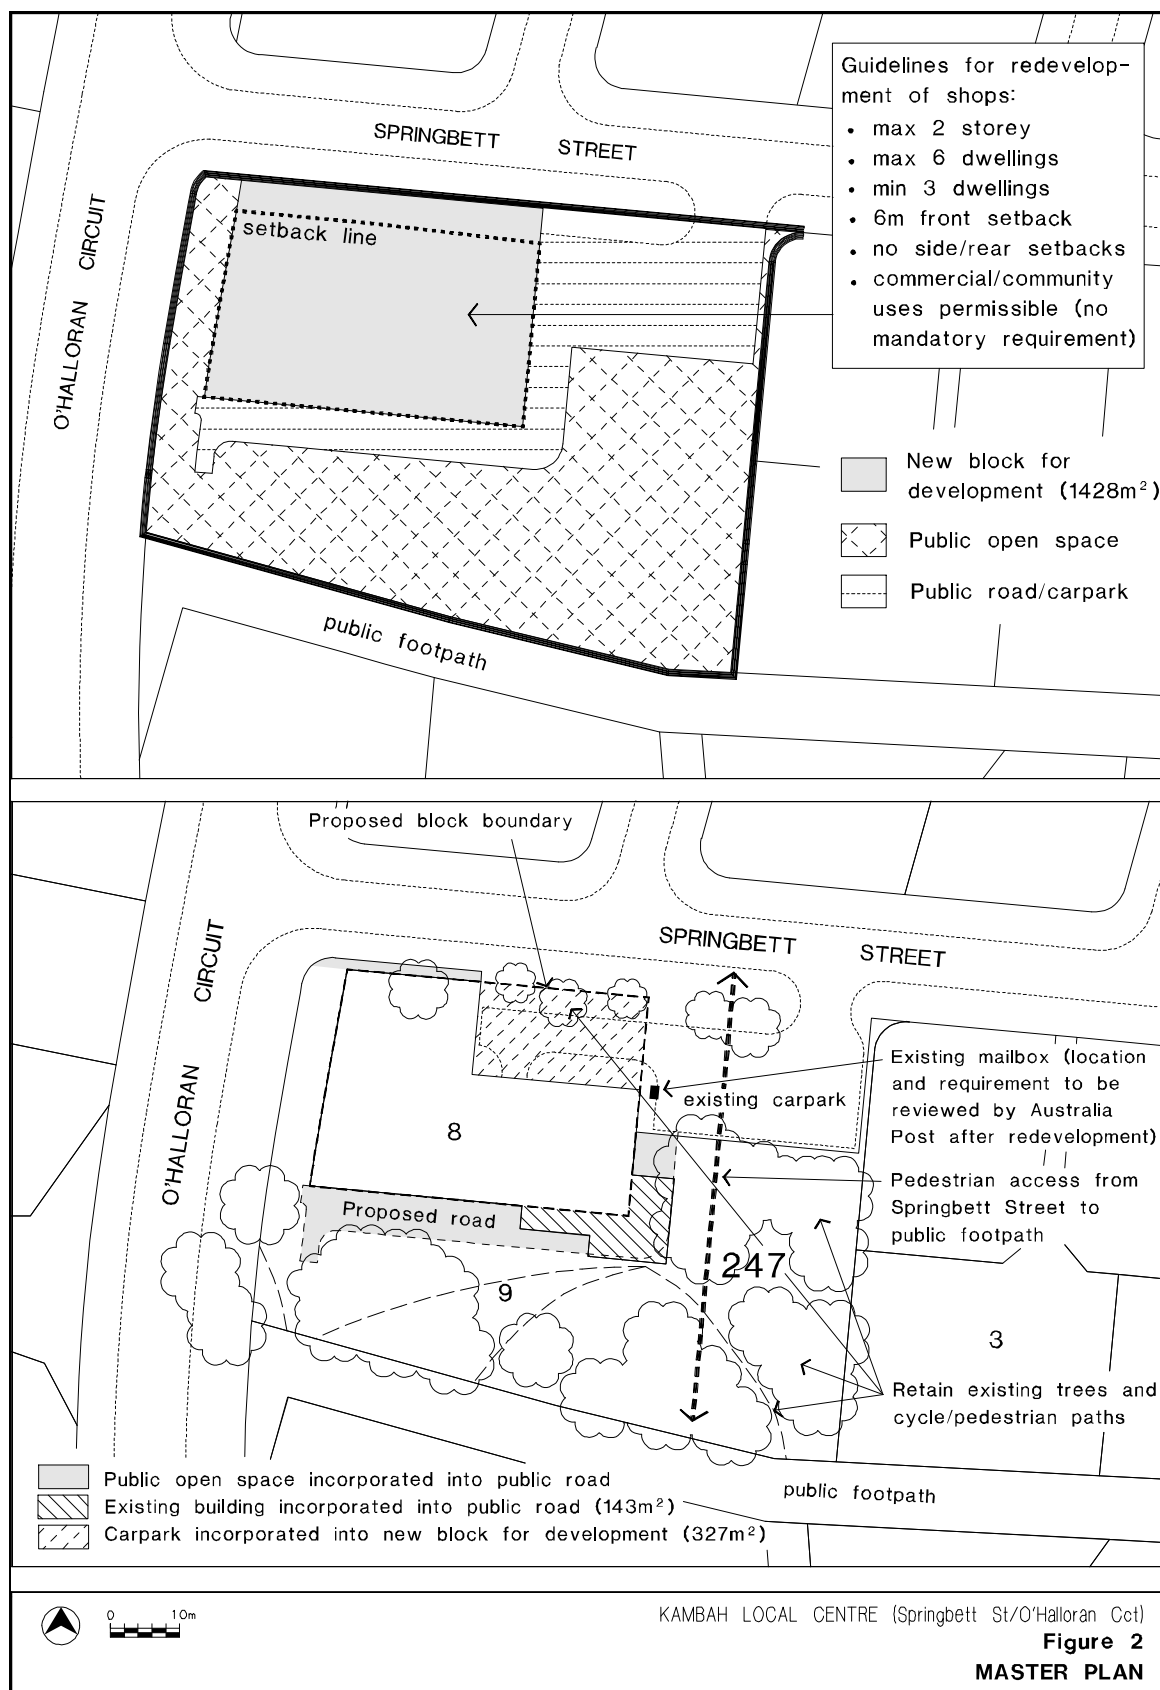 Guidelines for redevelop-
ment of shops:
• max 2 storey
• max 6 dwellings
• min 3 dwellings
• 6m front setback
• no side/rear setbacks
• commercial/community
uses permissible (no
mandatory requirement)
SPRINGBETT STREET
O'HALLORAN CIRCUIT
setback line
public footpath
New block for
development (1428m²)
Public open space
Public road/carpark
Proposed block boundary
SPRINGBETT STREET
O'HALLORAN CIRCUIT
Existing mailbox (location
and requirement to be
reviewed by Australia
Post after redevelopment)
existing carpark
8
Pedestrian access from
Springbett Street to
public footpath
Proposed road
247
9
3
Retain existing trees and
cycle/pedestrian paths
public footpath
Public open space incorporated into public road
Existing building incorporated into public road (143m²)
Carpark incorporated into new block for development (327m²)
0 10m
KAMBAH LOCAL CENTRE (Springbett St/O'Halloran Cct)
Figure 2
MASTER PLAN